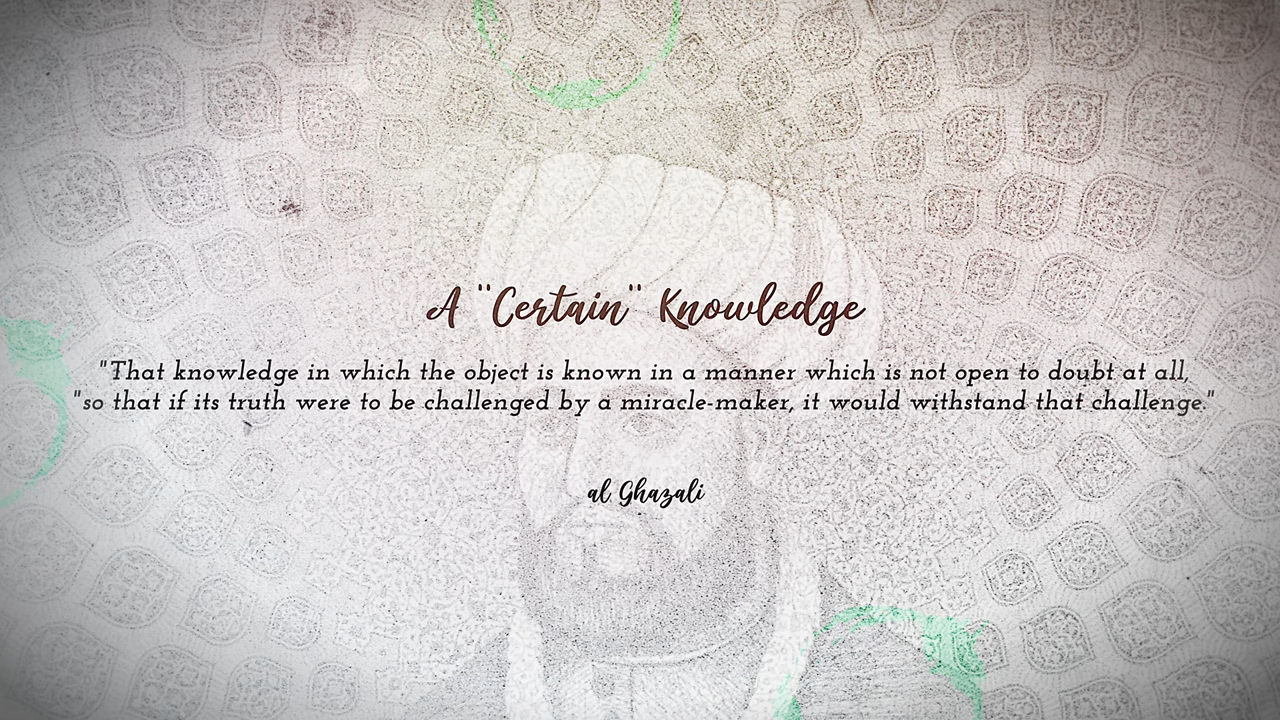 A "Certain" Knowledge
"That knowledge in which the object is known in a manner which is not open to doubt at all,
"so that if its truth were to be challenged by a miracle-maker, it would withstand that challenge."
al Ghazali